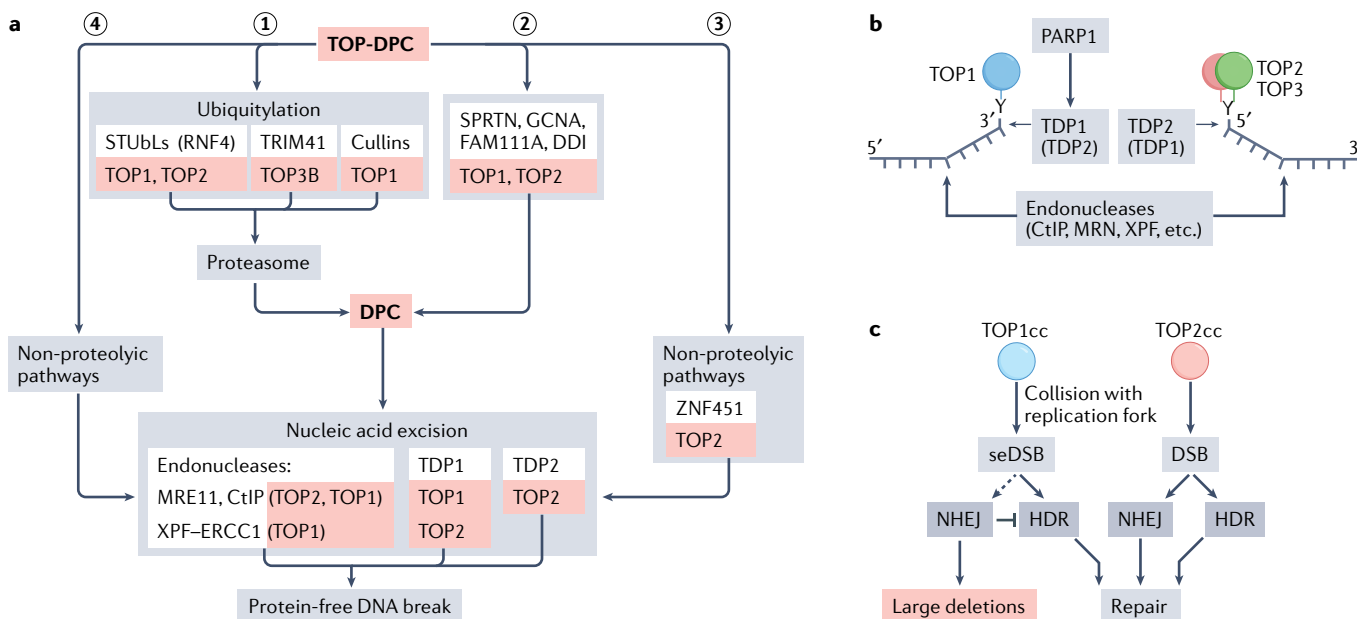 a
④ ① ② ③
TOP-DPC
Ubiquitylation
STUbLs (RNF4) TRIM41 Cullins
TOP1, TOP2 TOP3B TOP1
SPRTN, GCNA,
FAM111A, DDI
TOP1, TOP2
Proteasome
DPC
Non-proteolyic
pathways
Non-proteolyic
pathways
ZNF451
TOP2
Nucleic acid excision
Endonucleases:
MRE11, CtIP (TOP2, TOP1)
XPF–ERCC1 (TOP1)
TDP1
TOP1
TOP2
TDP2
TOP2
Protein-free DNA break
b
PARP1
TOP1
TOP2
TOP3
Y
Y
3′
5′
TDP1
(TDP2)
TDP2
(TDP1)
5′
3
Endonucleases
(CtIP, MRN, XPF, etc.)
c
TOP1cc
TOP2cc
Collision with
replication fork
seDSB
DSB
NHEJ HDR NHEJ HDR
Large deletions
Repair